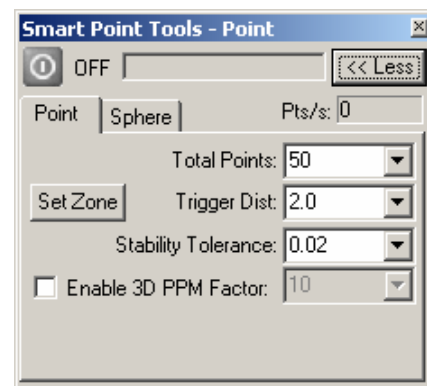 Smart Point Tools - Point
OFF << Less
Point Sphere Pts/s: 0
Total Points: 50
Set Zone Trigger Dist: 2.0
Stability Tolerance: 0.02
Enable 3D PPM Factor: 10